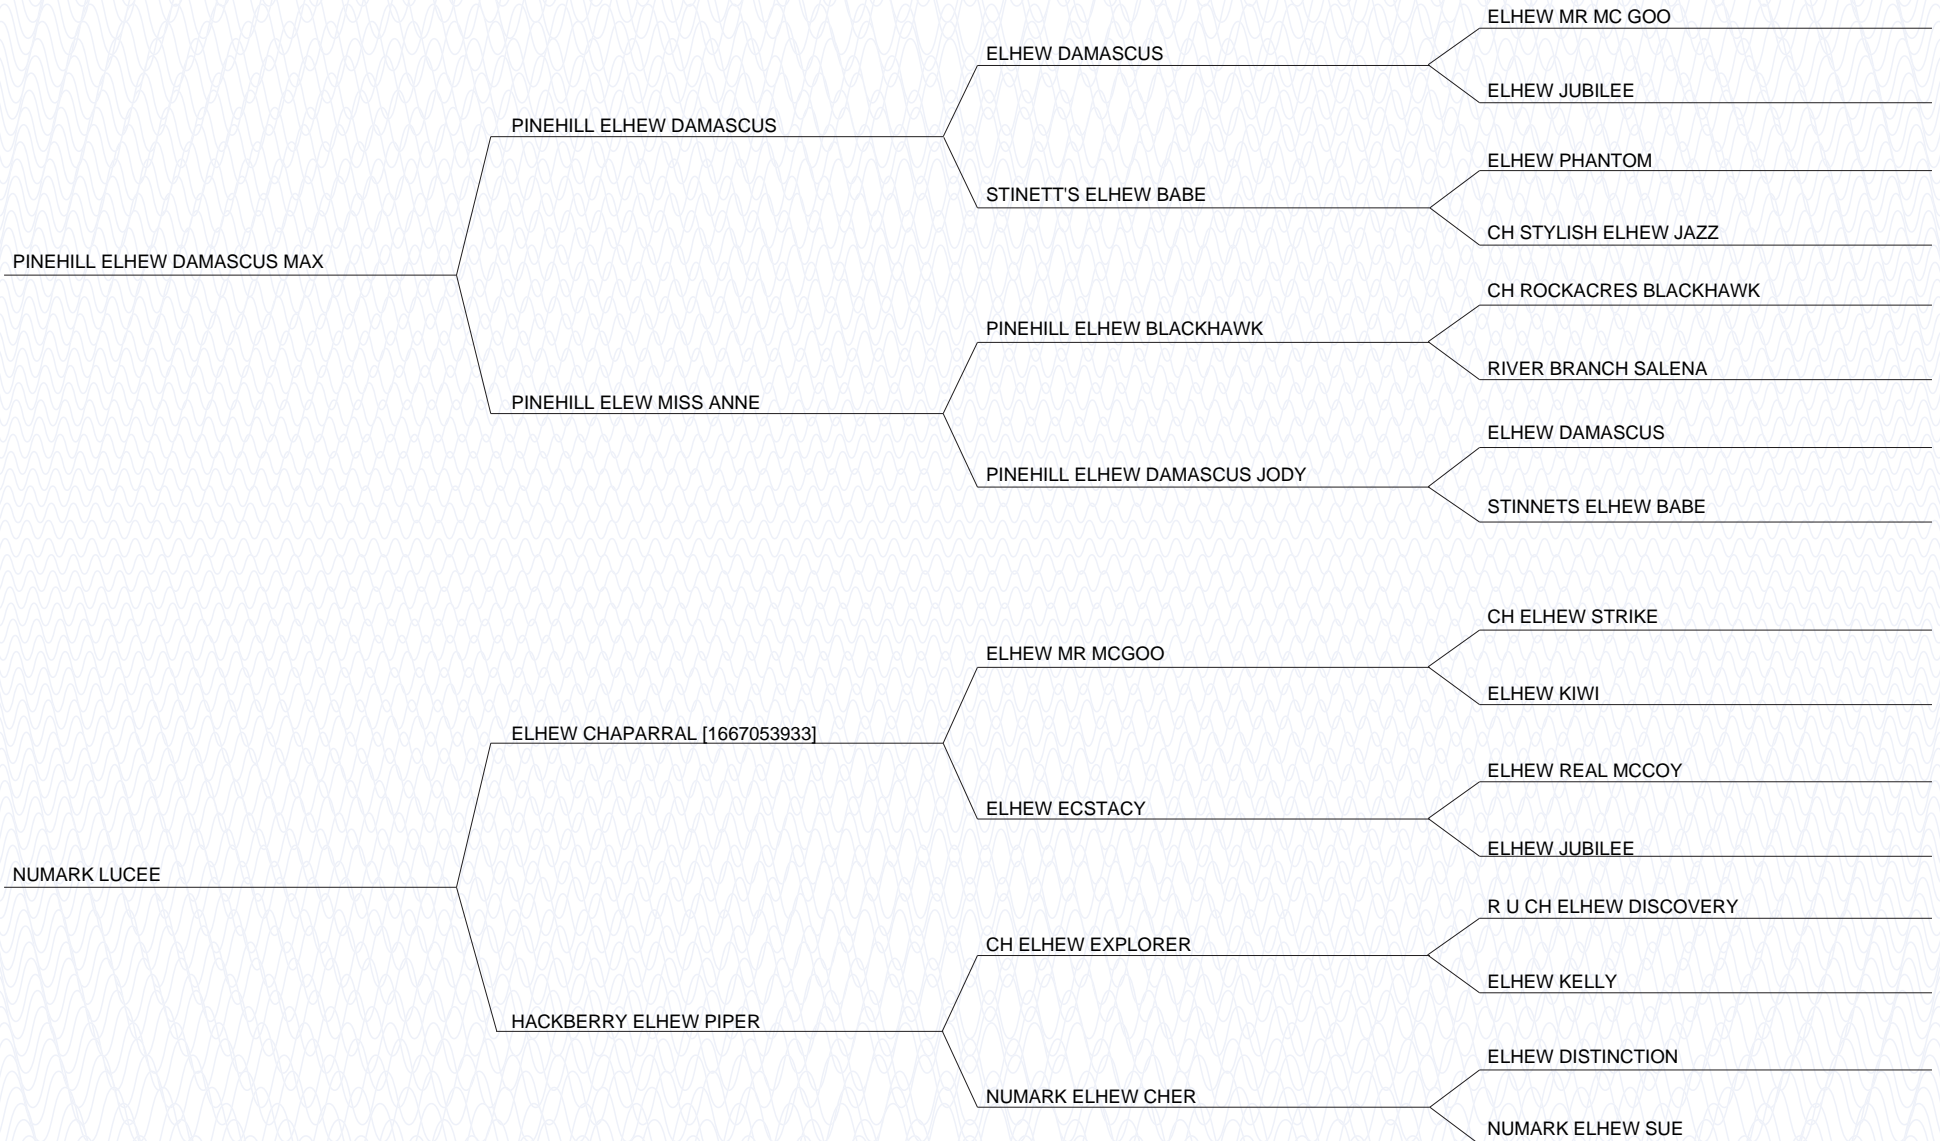 ELHEW MR MC GOO
ELHEW DAMASCUS
ELHEW JUBILEE
PINEHILL ELHEW DAMASCUS
ELHEW PHANTOM
STINETT'S ELHEW BABE
CH STYLISH ELHEW JAZZ
PINEHILL ELHEW DAMASCUS MAX
CH ROCKACRES BLACKHAWK
PINEHILL ELHEW BLACKHAWK
RIVER BRANCH SALENA
PINEHILL ELEW MISS ANNE
ELHEW DAMASCUS
PINEHILL ELHEW DAMASCUS JODY
STINNETS ELHEW BABE
CH ELHEW STRIKE
ELHEW MR MCGOO
ELHEW KIWI
ELHEW CHAPARRAL [1667053933]
ELHEW REAL MCCOY
ELHEW ECSTACY
ELHEW JUBILEE
NUMARK LUCEE
R U CH ELHEW DISCOVERY
CH ELHEW EXPLORER
ELHEW KELLY
HACKBERRY ELHEW PIPER
ELHEW DISTINCTION
NUMARK ELHEW CHER
NUMARK ELHEW SUE